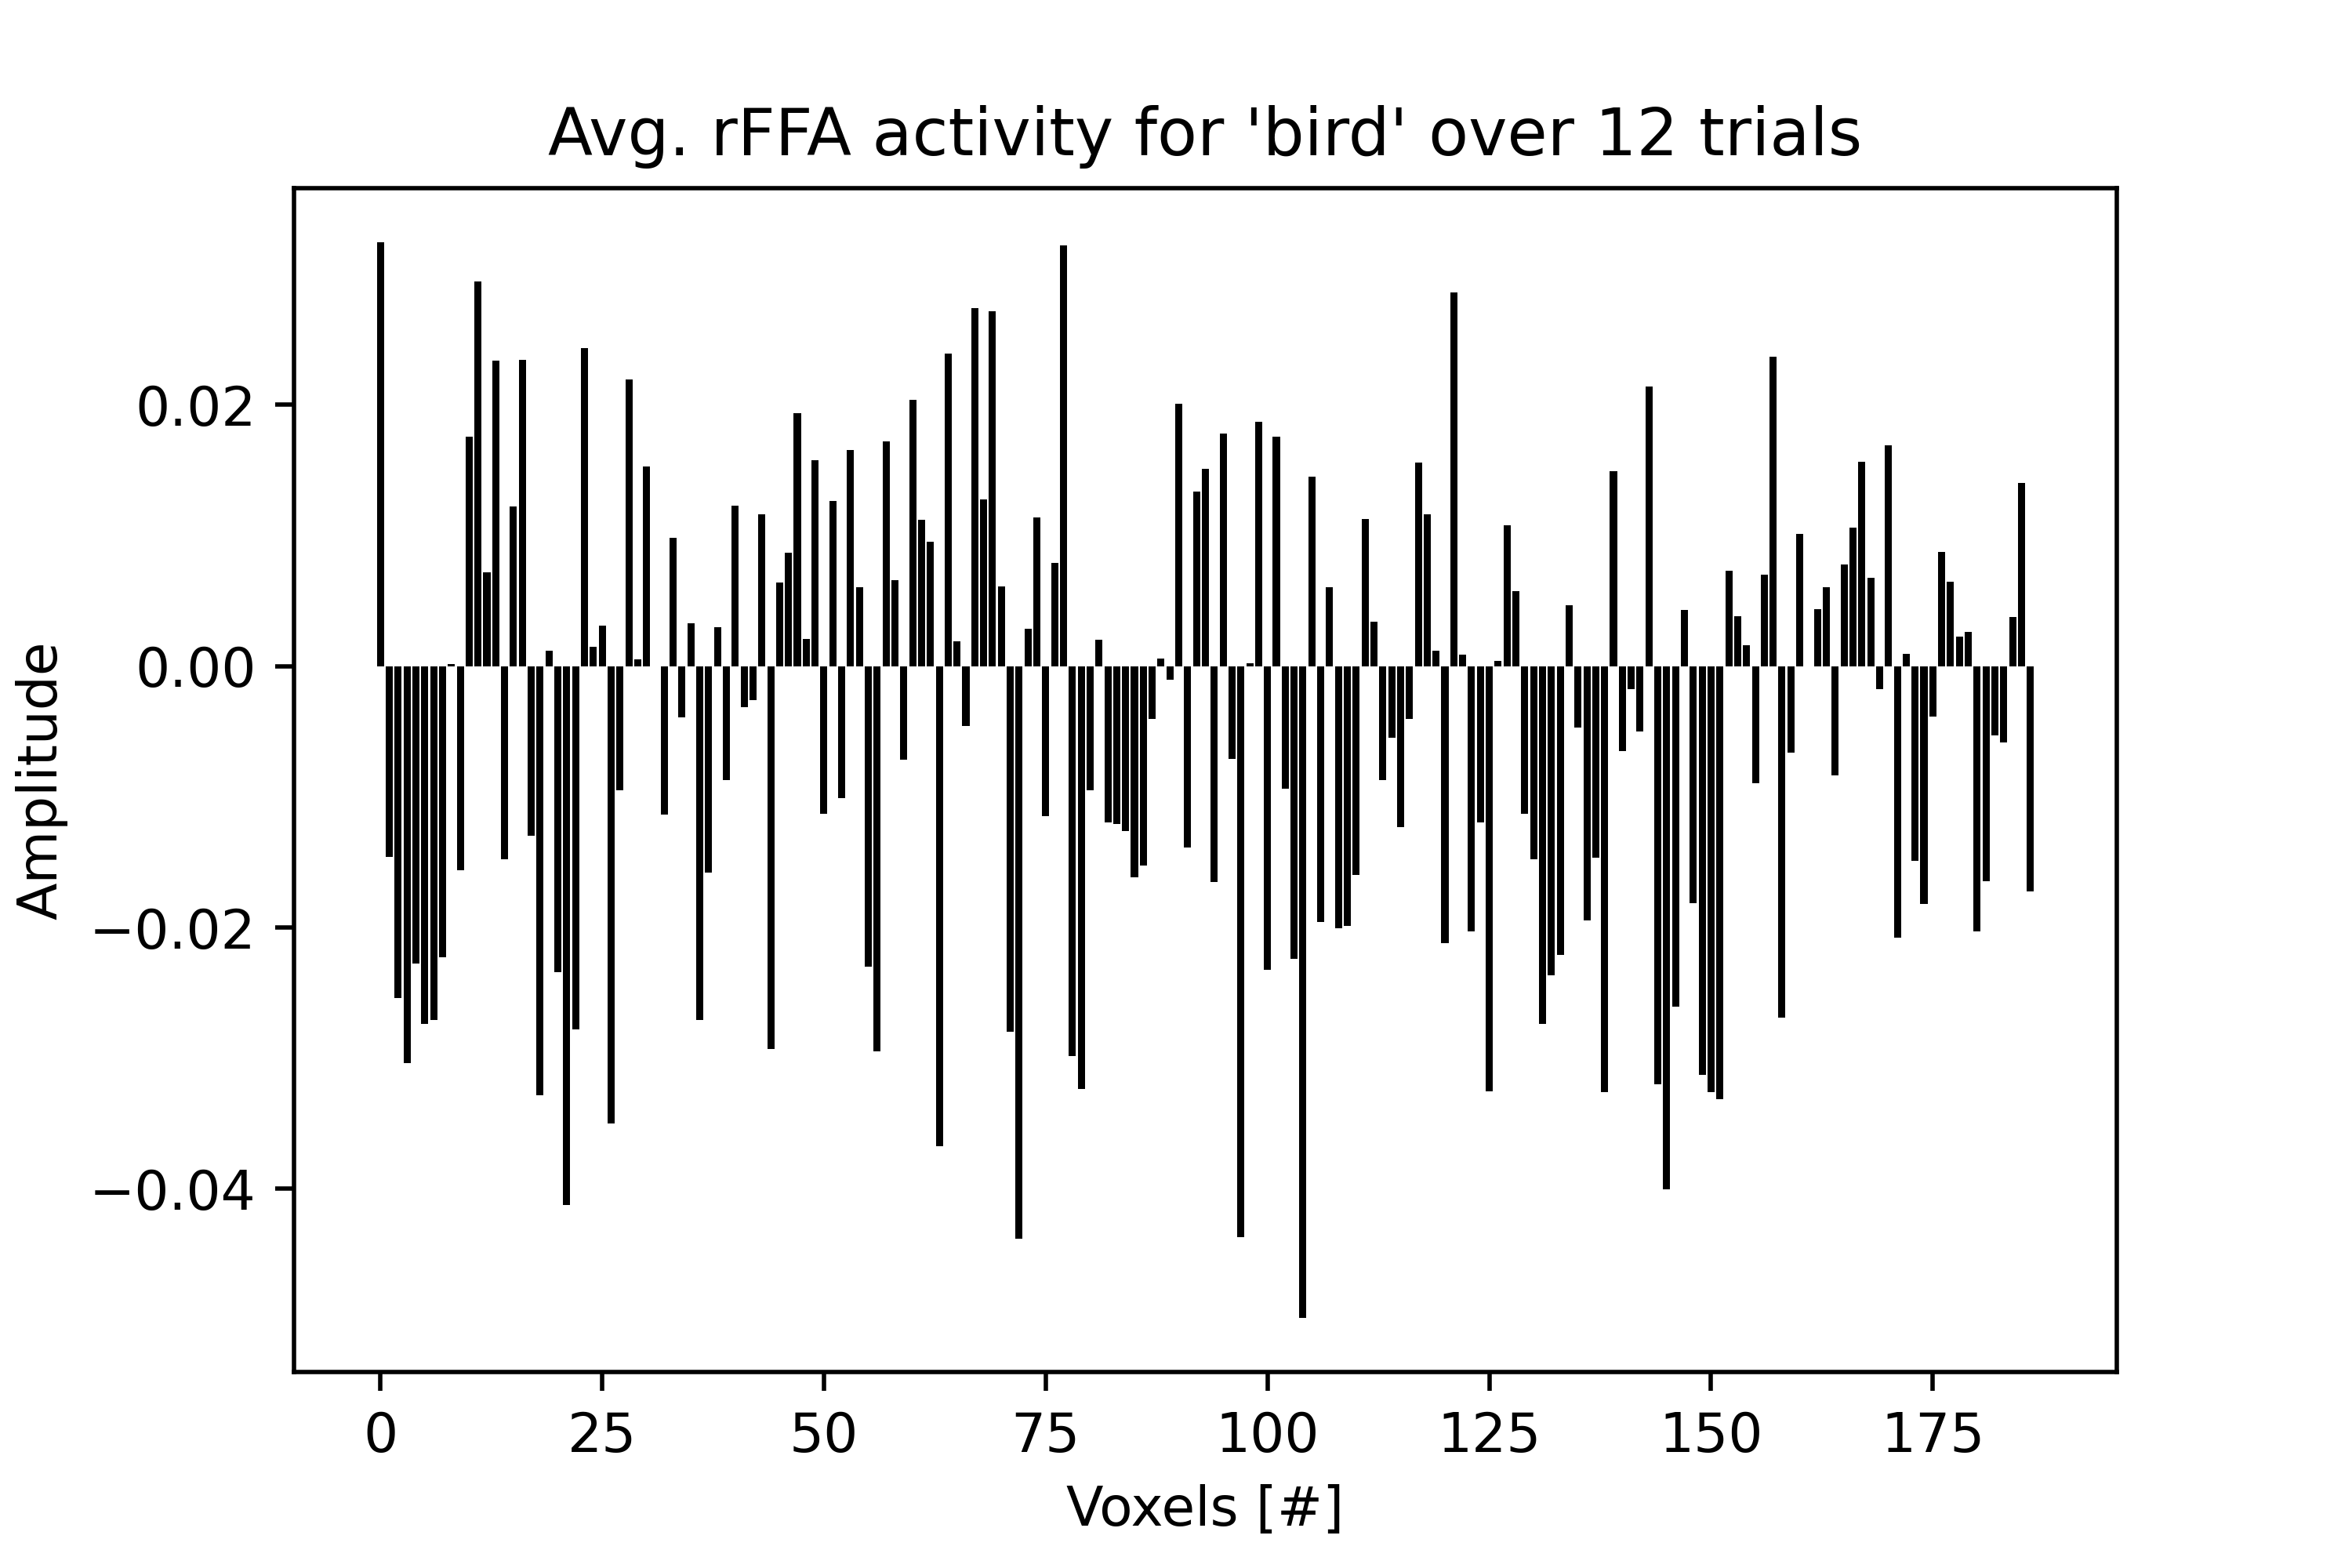 Avg. rFFA activity for 'bird' over 12 trials
0.02
0.00
−0.02
−0.04
Amplitude
0 25 50 75 100 125 150 175
Voxels [#]